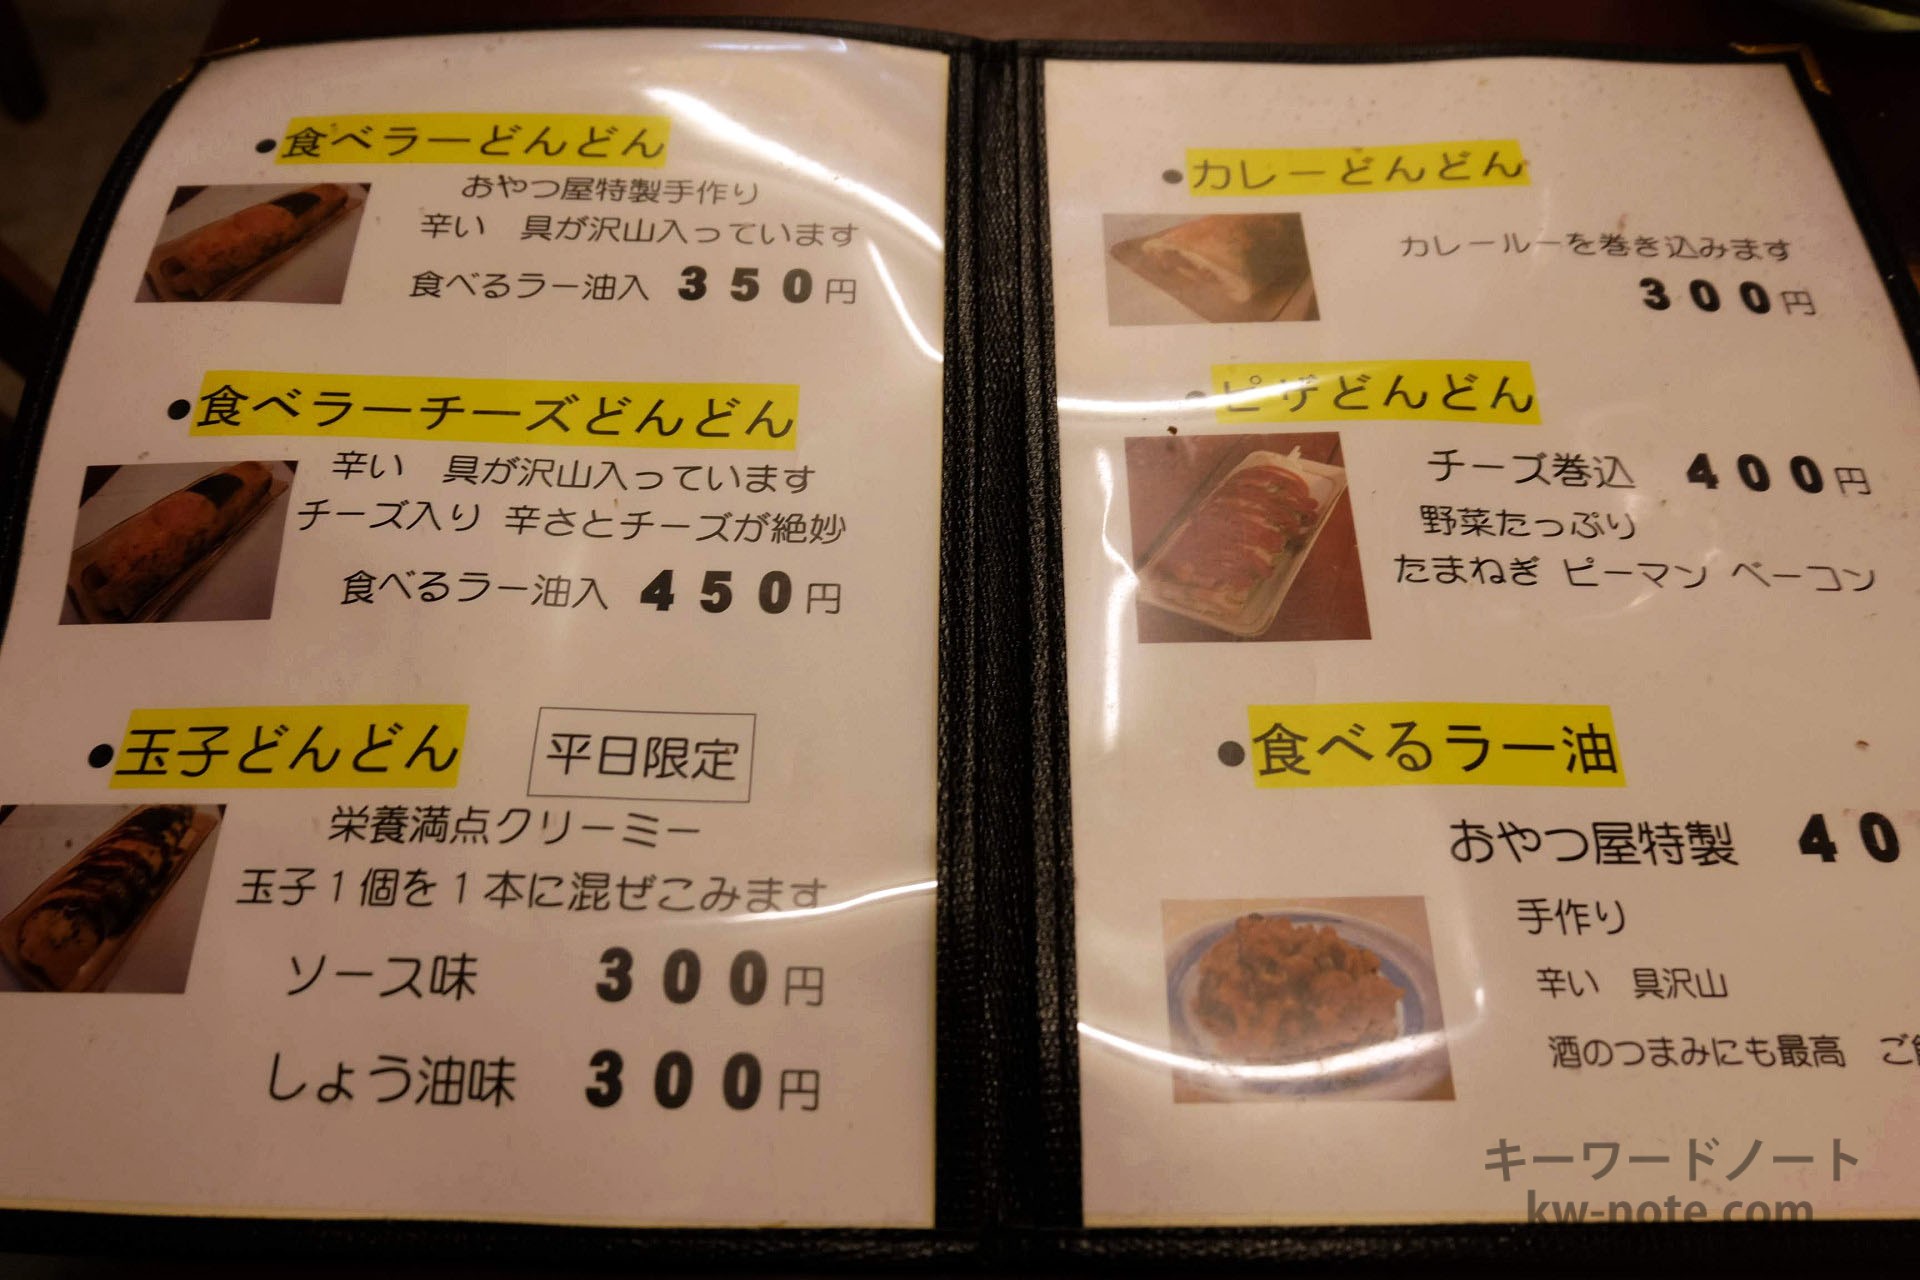 ●食べラーどんどん
おやつ屋特製手作り
辛い 具が沢山入っています
食べるラー油入 350円
●食べラーチーズどんどん
辛い 具が沢山入っています
チーズ入り 辛さとチーズが絶妙
食べるラー油入 450円
●玉子どんどん 平日限定
栄養満点クリーミー
玉子1個を1本に混ぜこみます
ソース味 300円
しょう油味 300円
●カレーどんどん
カレールーを巻き込みます
300円
●ピザどんどん
チーズ巻込 400円
野菜たっぷり
たまねぎ ピーマン ベーコン
●食べるラー油
おやつ屋特製 40
手作り
辛い 具沢山
酒のつまみにも最高 ご
キーワードノート
kw-note.com